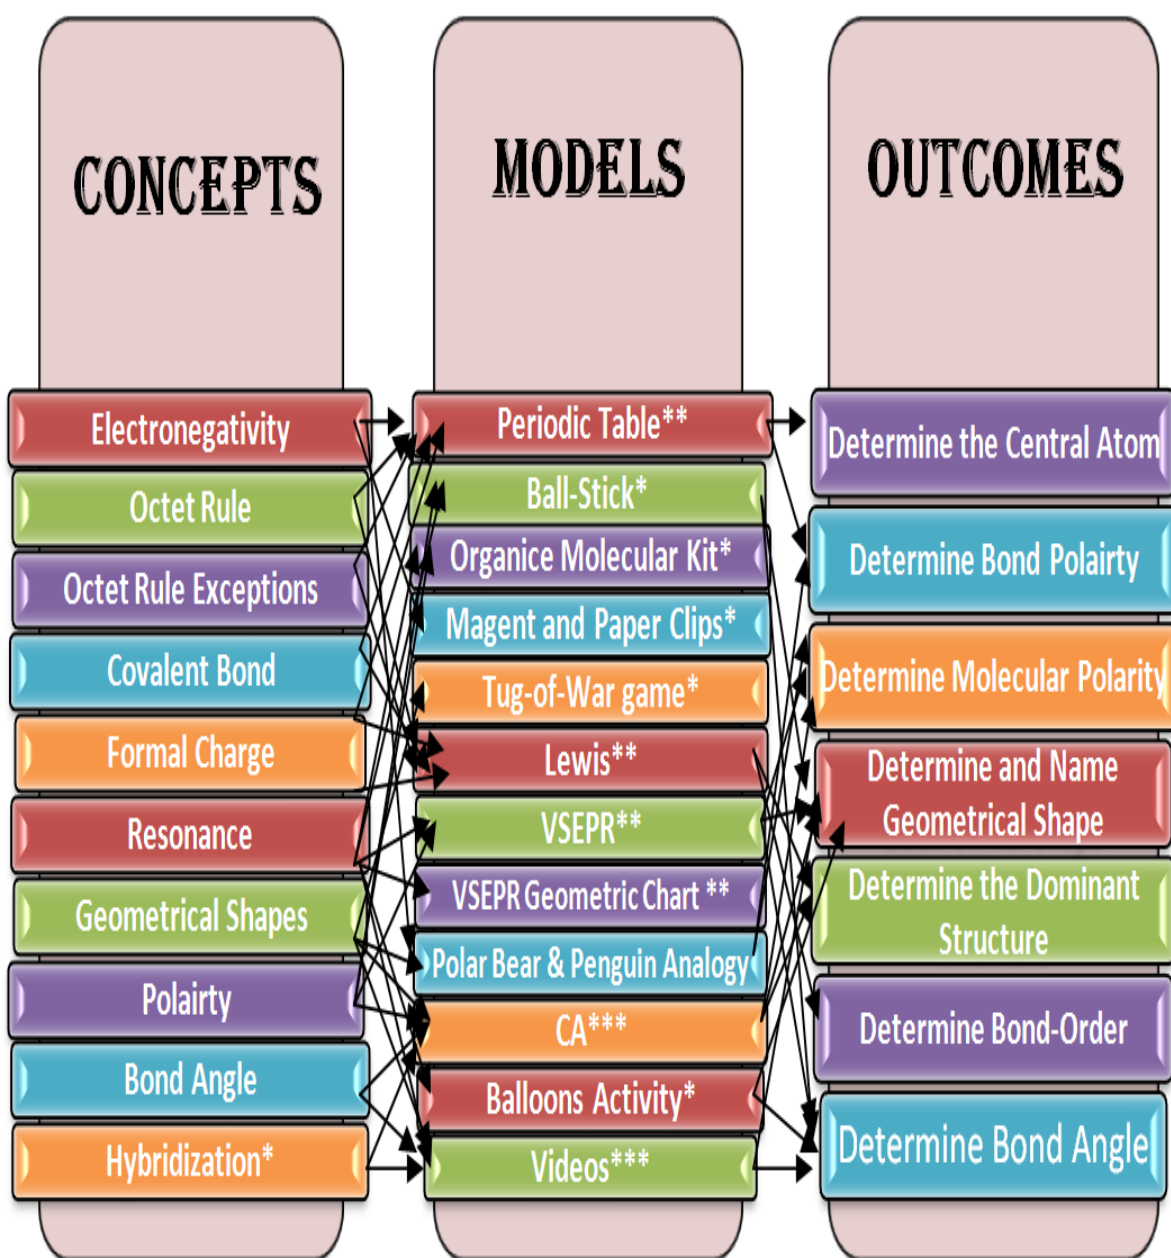 CONCEPTS
Electronegativity
Octet Rule
Octet Rule Exceptions
Covalent Bond
Formal Charge
Resonance
Geometrical Shapes
Polairty
Bond Angle
Hybridization*
MODELS
Periodic Table**
Ball-Stick*
Organice Molecular Kit*
Magent and Paper Clips*
Tug-of-War game*
Lewis**
VSEPR**
VSEPR Geometric Chart **
Polar Bear & Penguin Analogy
CA***
Balloons Activity*
Videos***
OUTCOMES
Determine the Central Atom
Determine Bond Polairty
Determine Molecular Polarity
Determine and Name
Geometrical Shape
Determine the Dominant
Structure
Determine Bond-Order
Determine Bond Angle